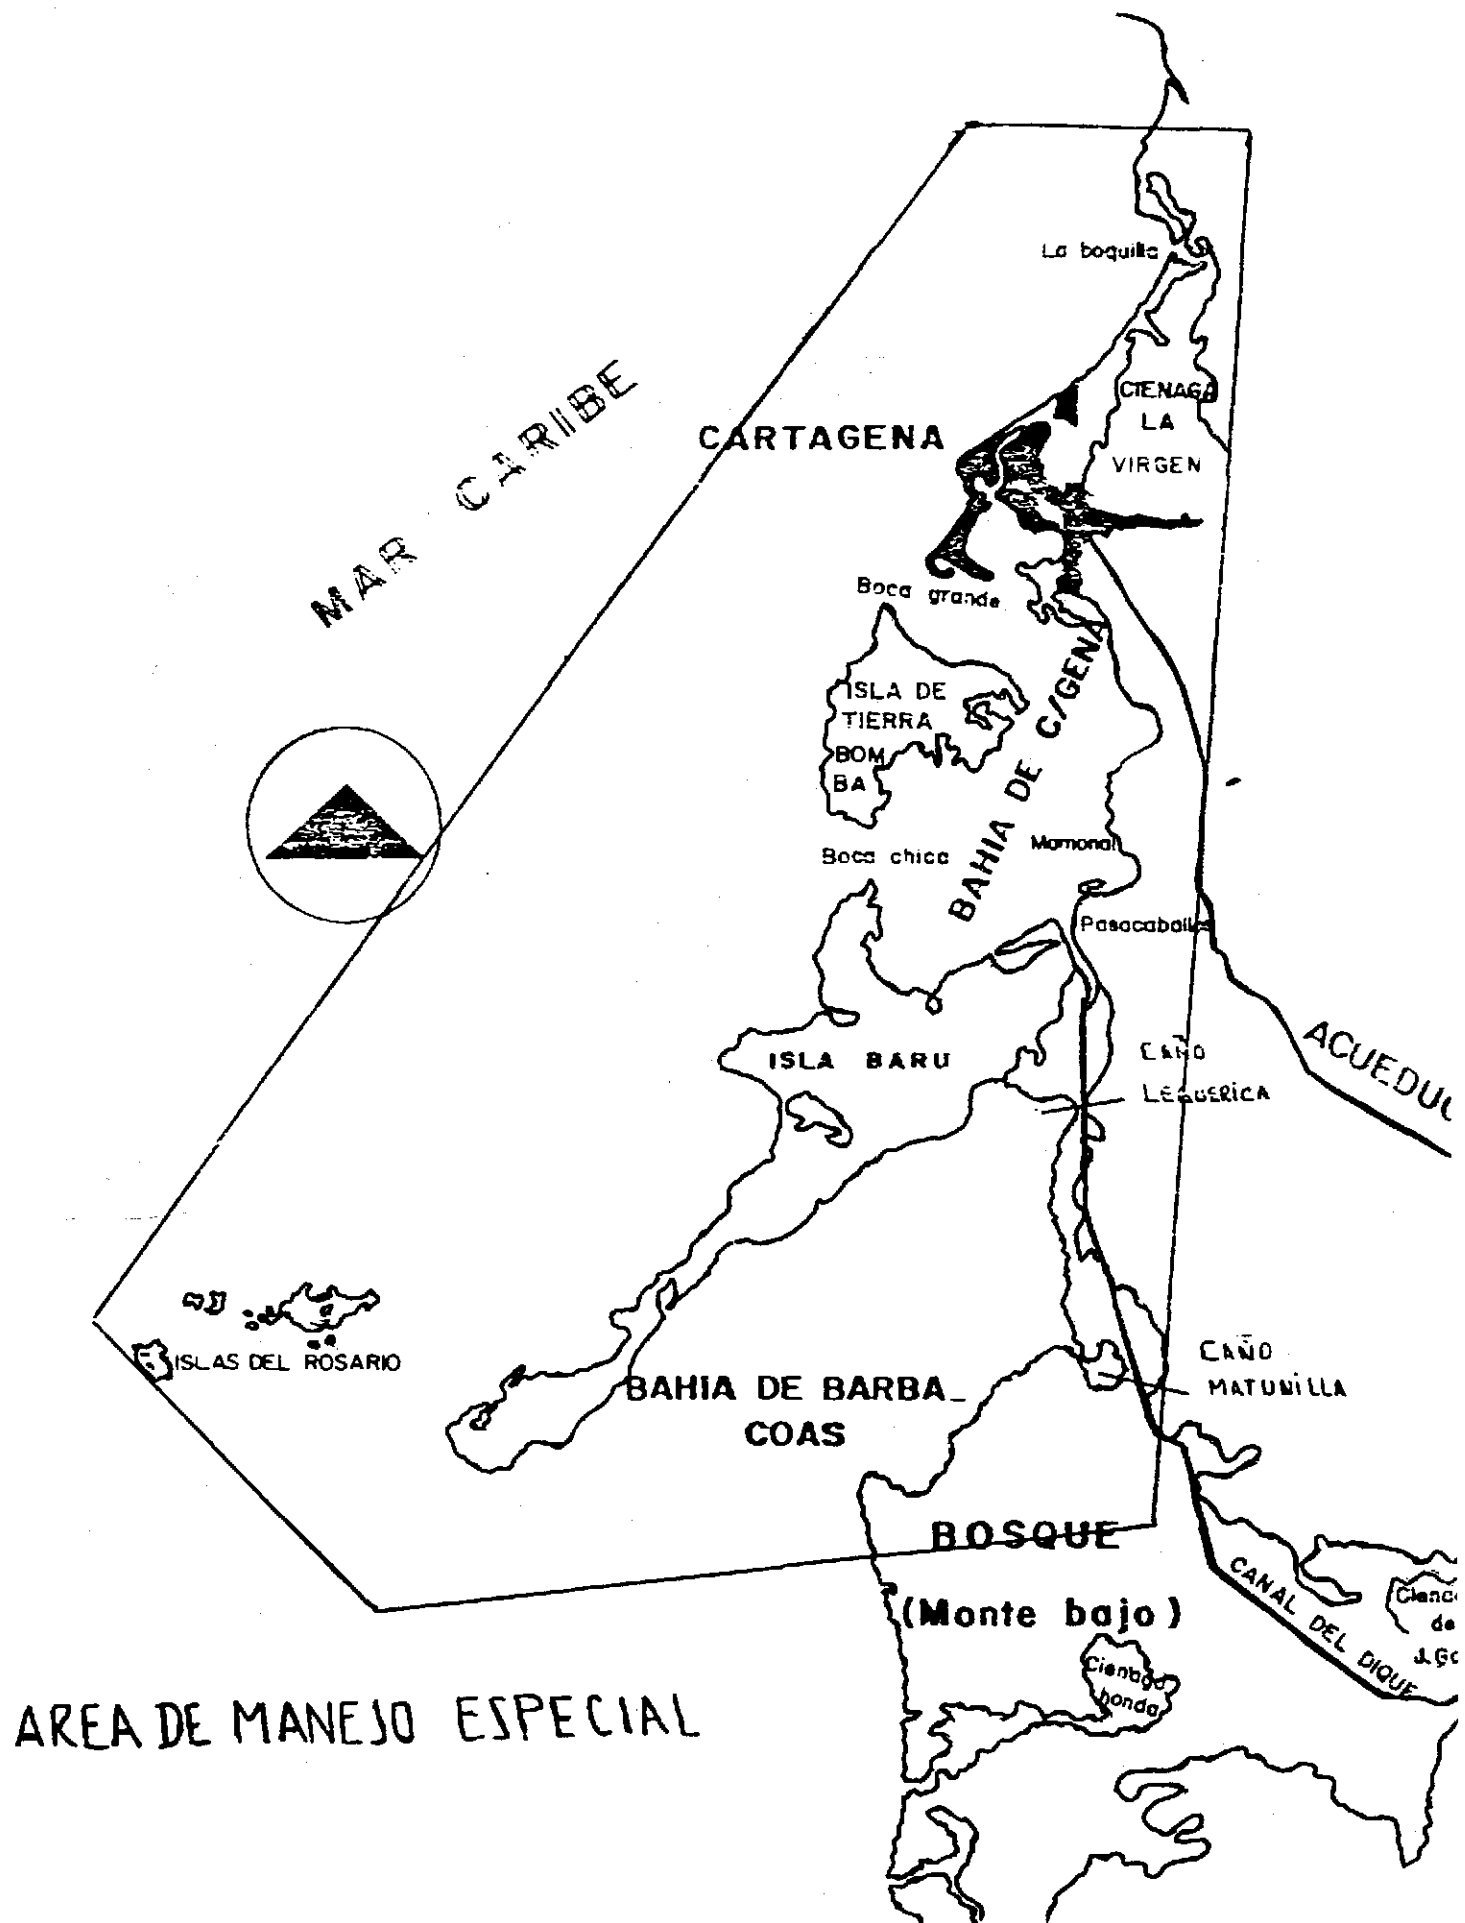 La boquilla
CIENAGA
LA
VIRGEN
MAR CARIBE
CARTAGENA
Boca grande
ISLA DE
TIERRA
BOM
BA
BAHIA DE C/GENA
Boca chica
Mamonal
Pasacaballos
ISLA BARU
CAÑO
LEQUERICA
ACUEDUC
ISLAS DEL ROSARIO
BAHIA DE BARBA_
COAS
CAÑO
MATUNILLA
BOSQUE
(Monte bajo)
CANAL DEL DIQUE
de
Cienaga
honda
AREA DE MANEJO ESPECIAL